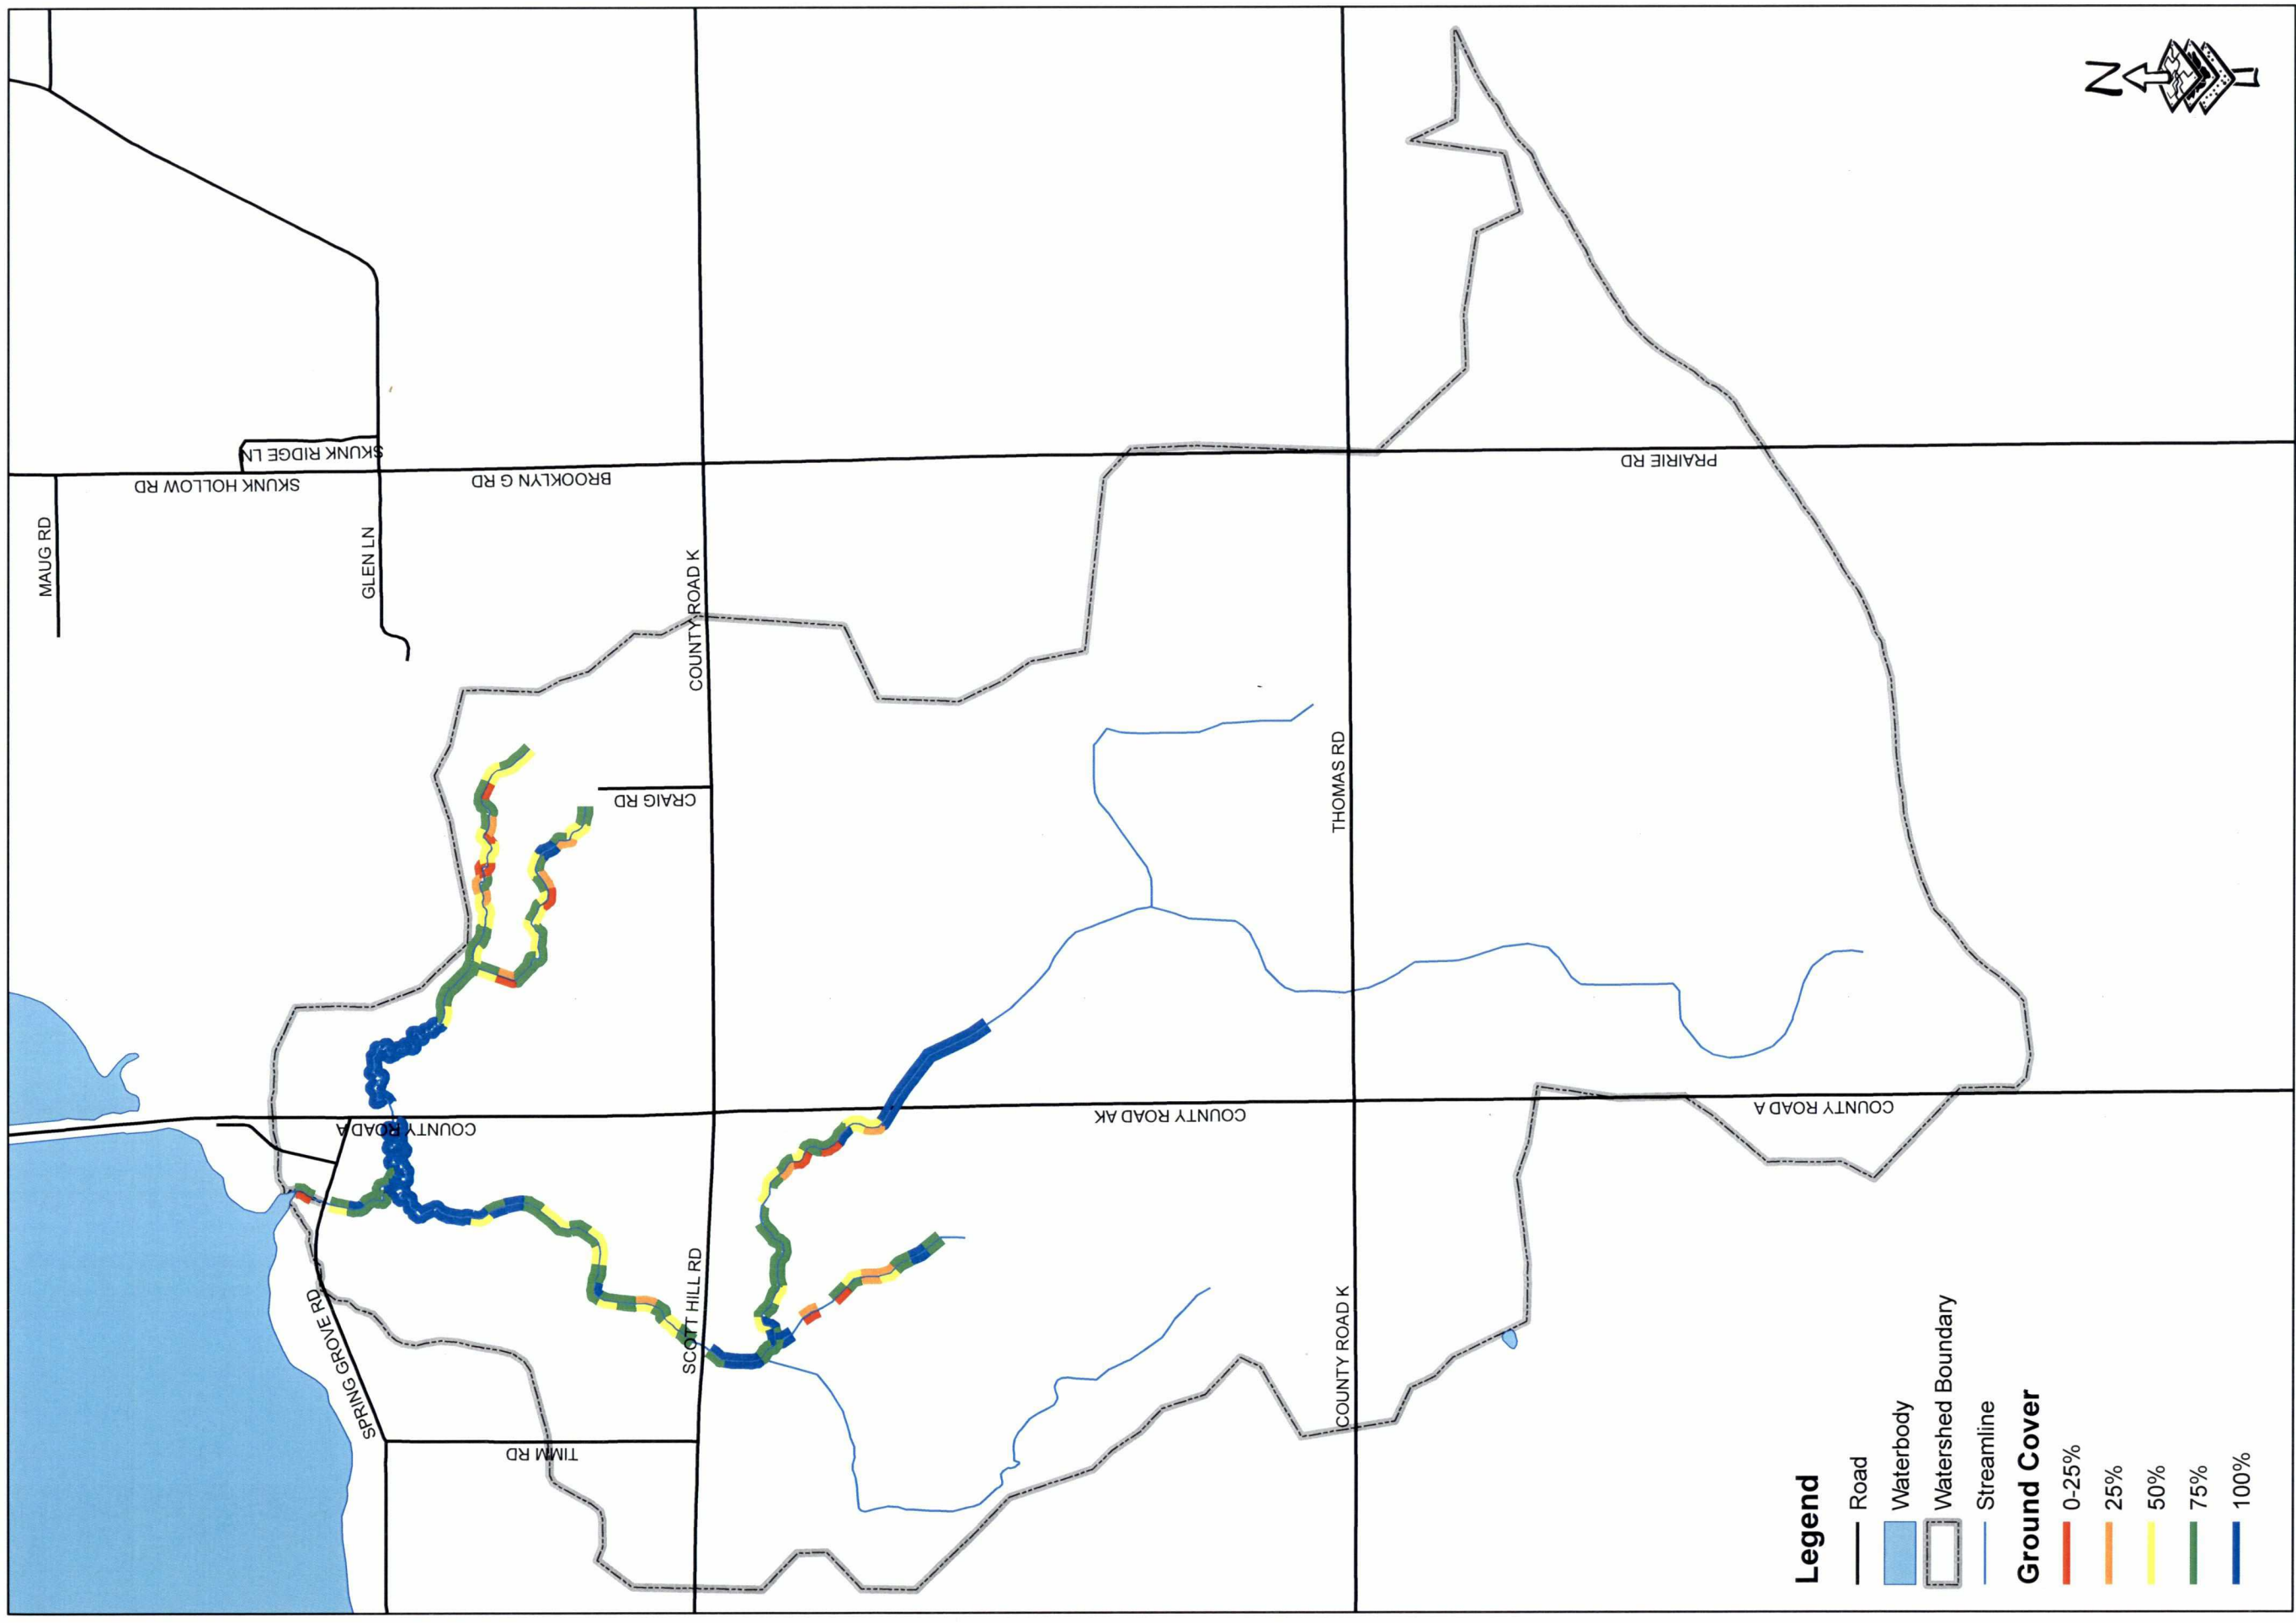 MAUG RD
SKUNK HOLLOW RD
SKUNK RIDGE LN
GLEN LN
BROOKLYN G RD
COUNTY ROAD K
CRAIG RD
COUNTY ROAD A
SPRING GROVE RD
TIMM RD
SCOTT HILL RD
COUNTY ROAD AK
THOMAS RD
COUNTY ROAD K
PRAIRIE RD
COUNTY ROAD A
N
Legend
Road
Waterbody
Watershed Boundary
Streamline
Ground Cover
0-25%
25%
50%
75%
100%